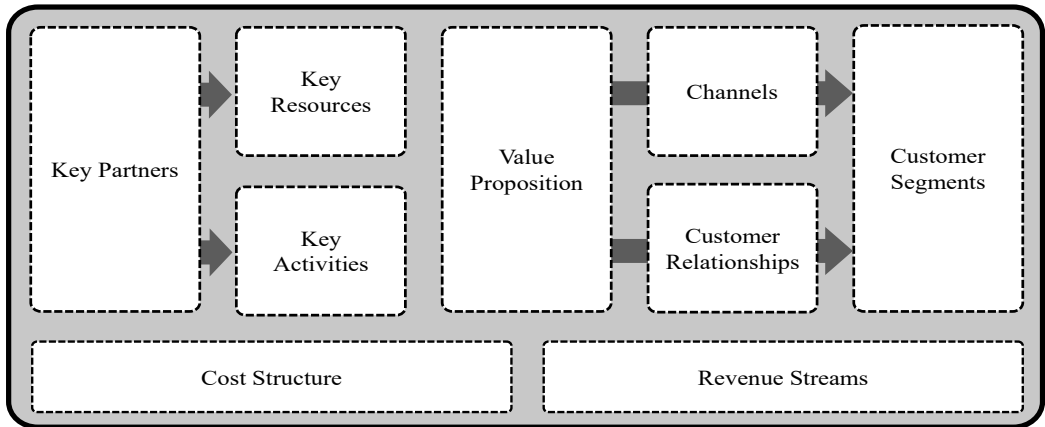 Key Partners
Key
Resources
Key
Activities
Value
Proposition
Channels
Customer
Relationships
Customer
Segments
Cost Structure
Revenue Streams